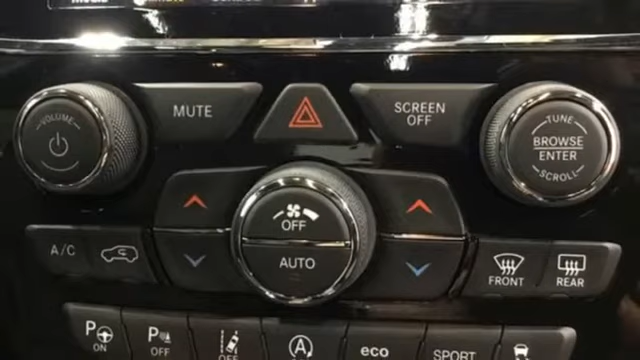 VOLUME
MUTE
SCREEN
OFF
TUNE
BROWSE
ENTER
SCROLL
OFF
AUTO
A/C
FRONT
REAR
P
ON
P
OFF
OFF
A
eco
SPORT